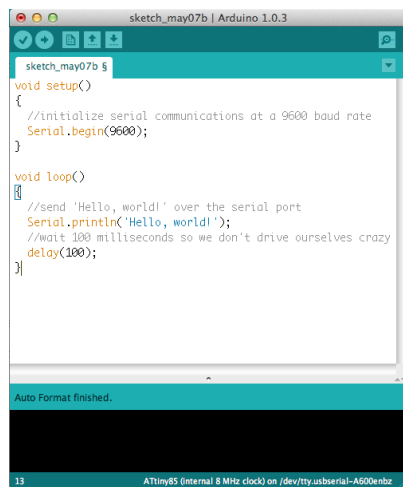 sketch_may07b | Arduino 1.0.3
sketch_may07b §
void setup()
{
//initialize serial communications at a 9600 baud rate
Serial.begin(9600);
}
void loop()
{
//send 'Hello, world!' over the serial port
Serial.println('Hello, world!');
//wait 100 milliseconds so we don't drive ourselves crazy
delay(100);
}
Auto Format finished.
13 ATtiny85 (internal 8 MHz clock) on /dev/tty.usbserial-A600enbz